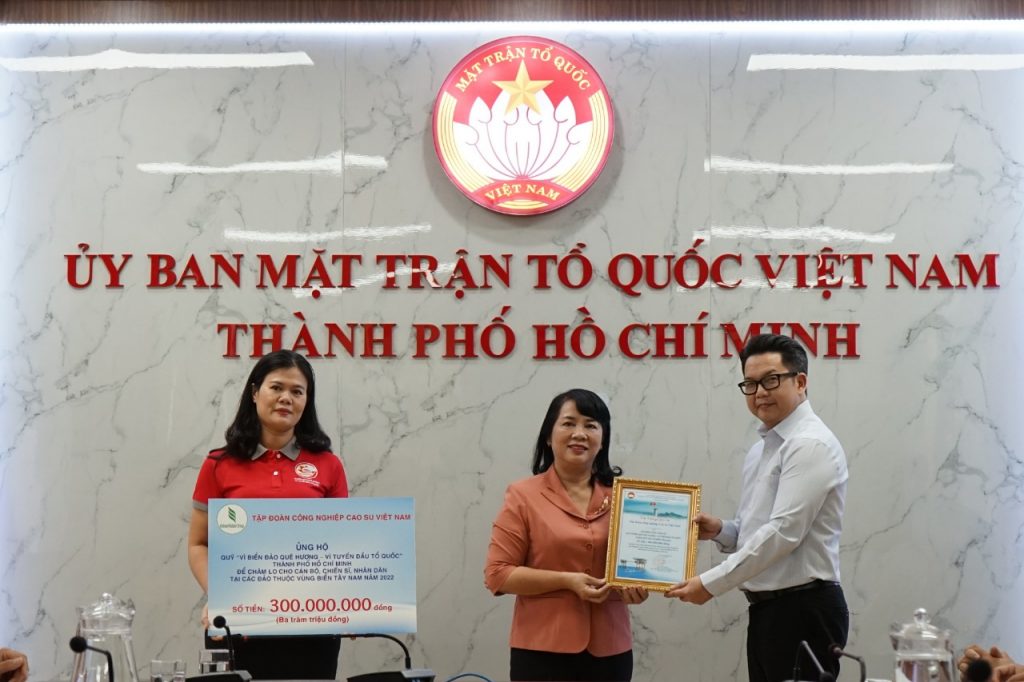 MẶT TRẬN TỔ QUỐC
VIỆT NAM
ỦY BAN MẶT TRẬN TỔ QUỐC VIỆT NAM
THÀNH PHỐ HỒ CHÍ MINH
TẬP ĐOÀN CÔNG NGHIỆP CAO SU VIỆT NAM
ỦNG HỘ
QUỸ "VÌ BIỂN ĐẢO QUÊ HƯƠNG – VÌ TUYẾN ĐẦU TỔ QUỐC"
THÀNH PHỐ HỒ CHÍ MINH
ĐỂ CHĂM LO CHO CÁN BỘ, CHIẾN SĨ, NHÂN DÂN
TẠI CÁC ĐẢO THUỘC VÙNG BIỂN TÂY NAM NĂM 2022
SỐ TIỀN: 300.000.000 đồng
(Ba trăm triệu đồng)